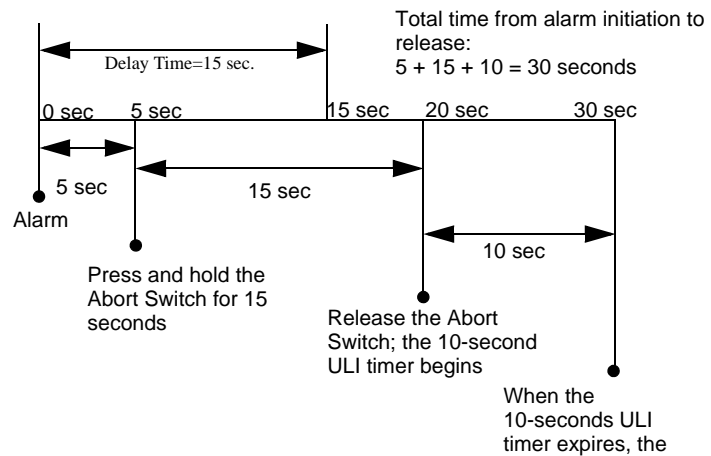 Total time from alarm initiation to
release:
5 + 15 + 10 = 30 seconds
Delay Time=15 sec.
0 sec
5 sec
15 sec
20 sec
30 sec
5 sec
15 sec
10 sec
Alarm
Press and hold the
Abort Switch for 15
seconds
Release the Abort
Switch; the 10-second
ULI timer begins
When the
10-seconds ULI
timer expires, the